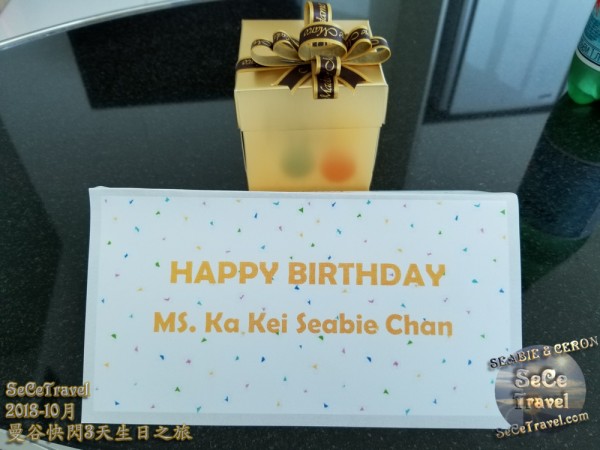 HAPPY BIRTHDAY
MS. Ka Kei Seabie Chan
SeCeTravel
2018-10月
曼谷快閃3天生日之旅
SEABIE & CERON
SeCe
Travel
SeCeTravel.com